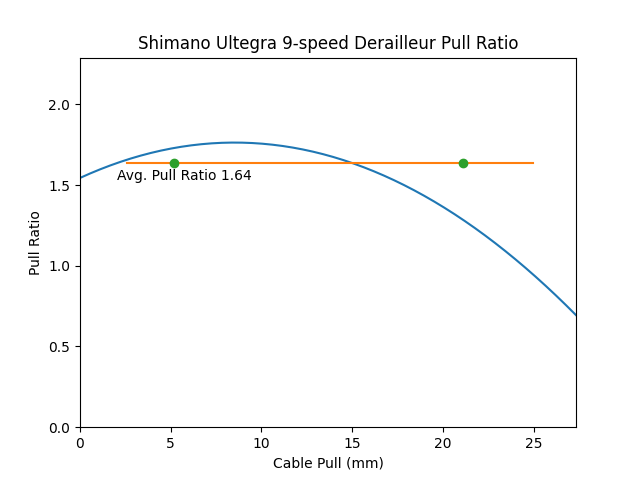 Shimano Ultegra 9-speed Derailleur Pull Ratio
2.0
1.5
1.0
0.5
0.0
Pull Ratio
Avg. Pull Ratio 1.64
0 5 10 15 20 25
Cable Pull (mm)